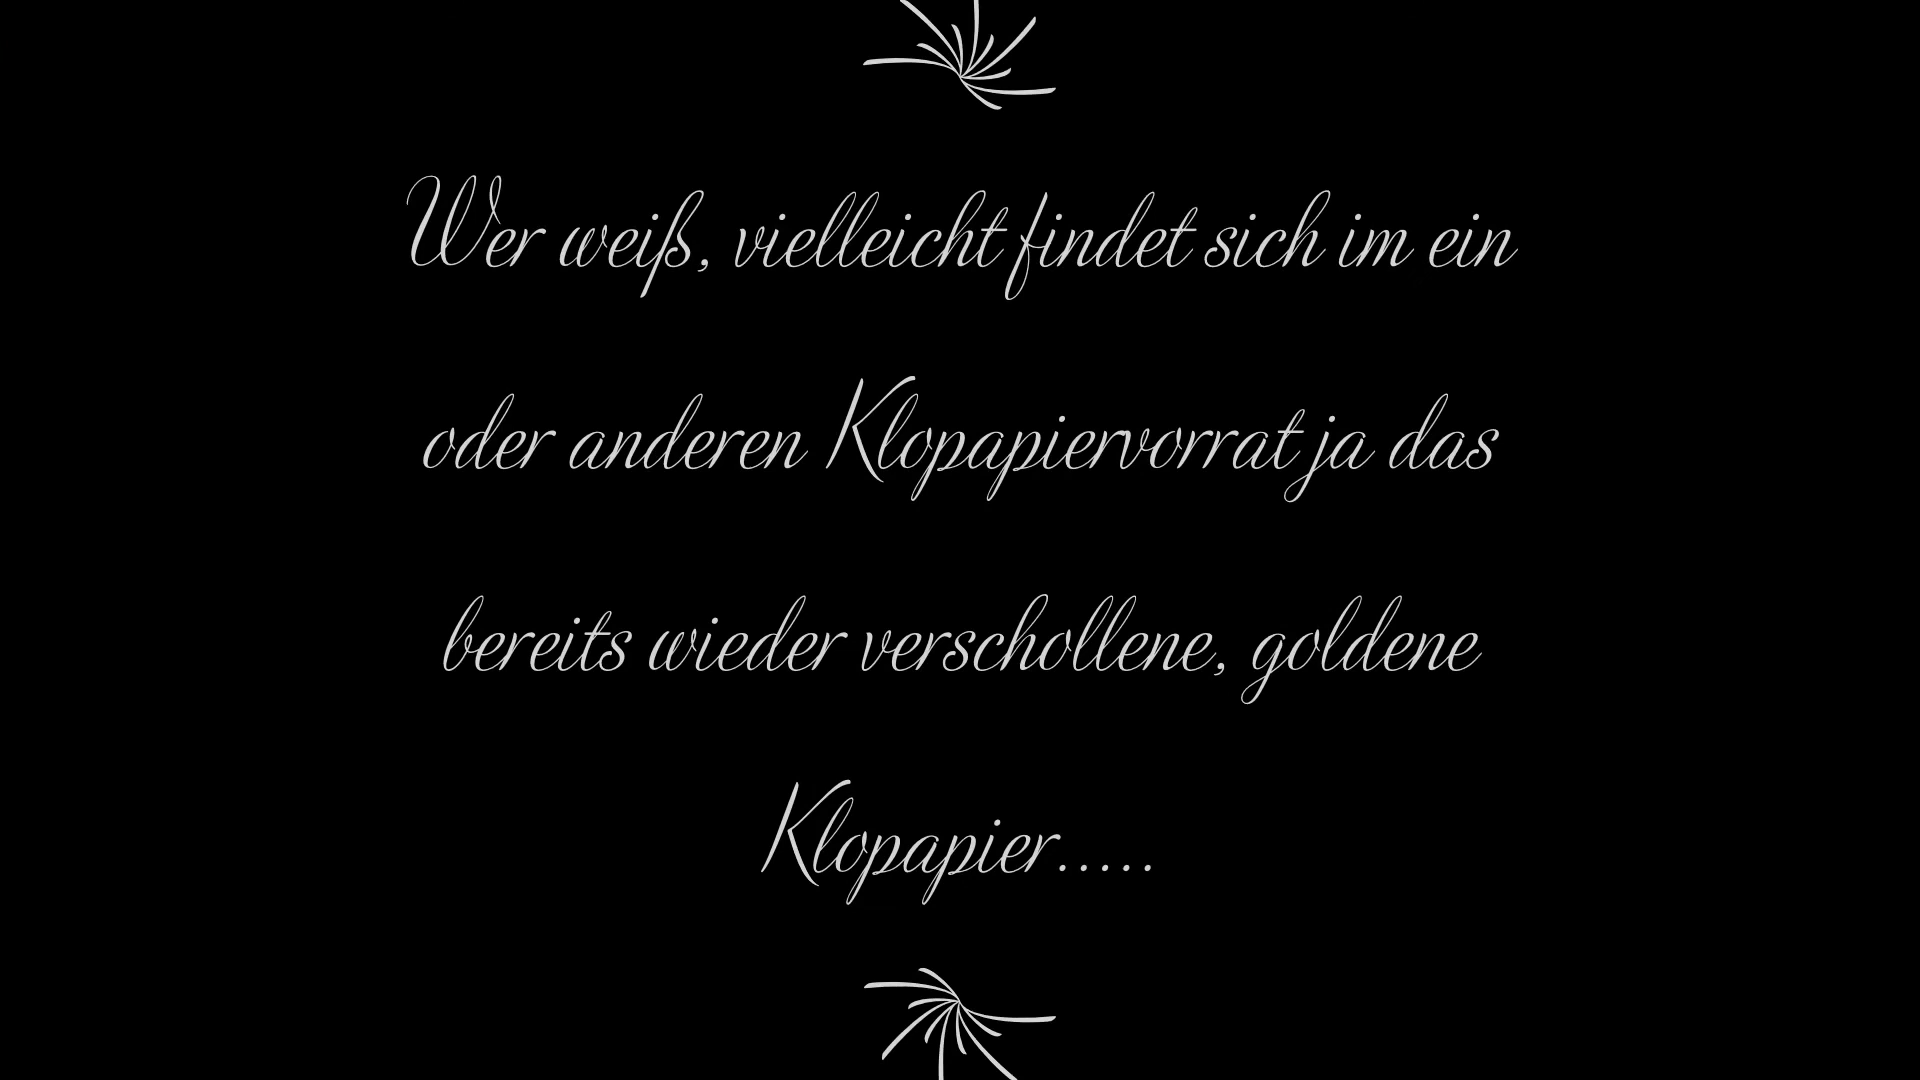 Wer weiß, vielleicht findet sich im ein
oder anderen Klopapiervorrat ja das
bereits wieder verschollene, goldene
Klopapier.....